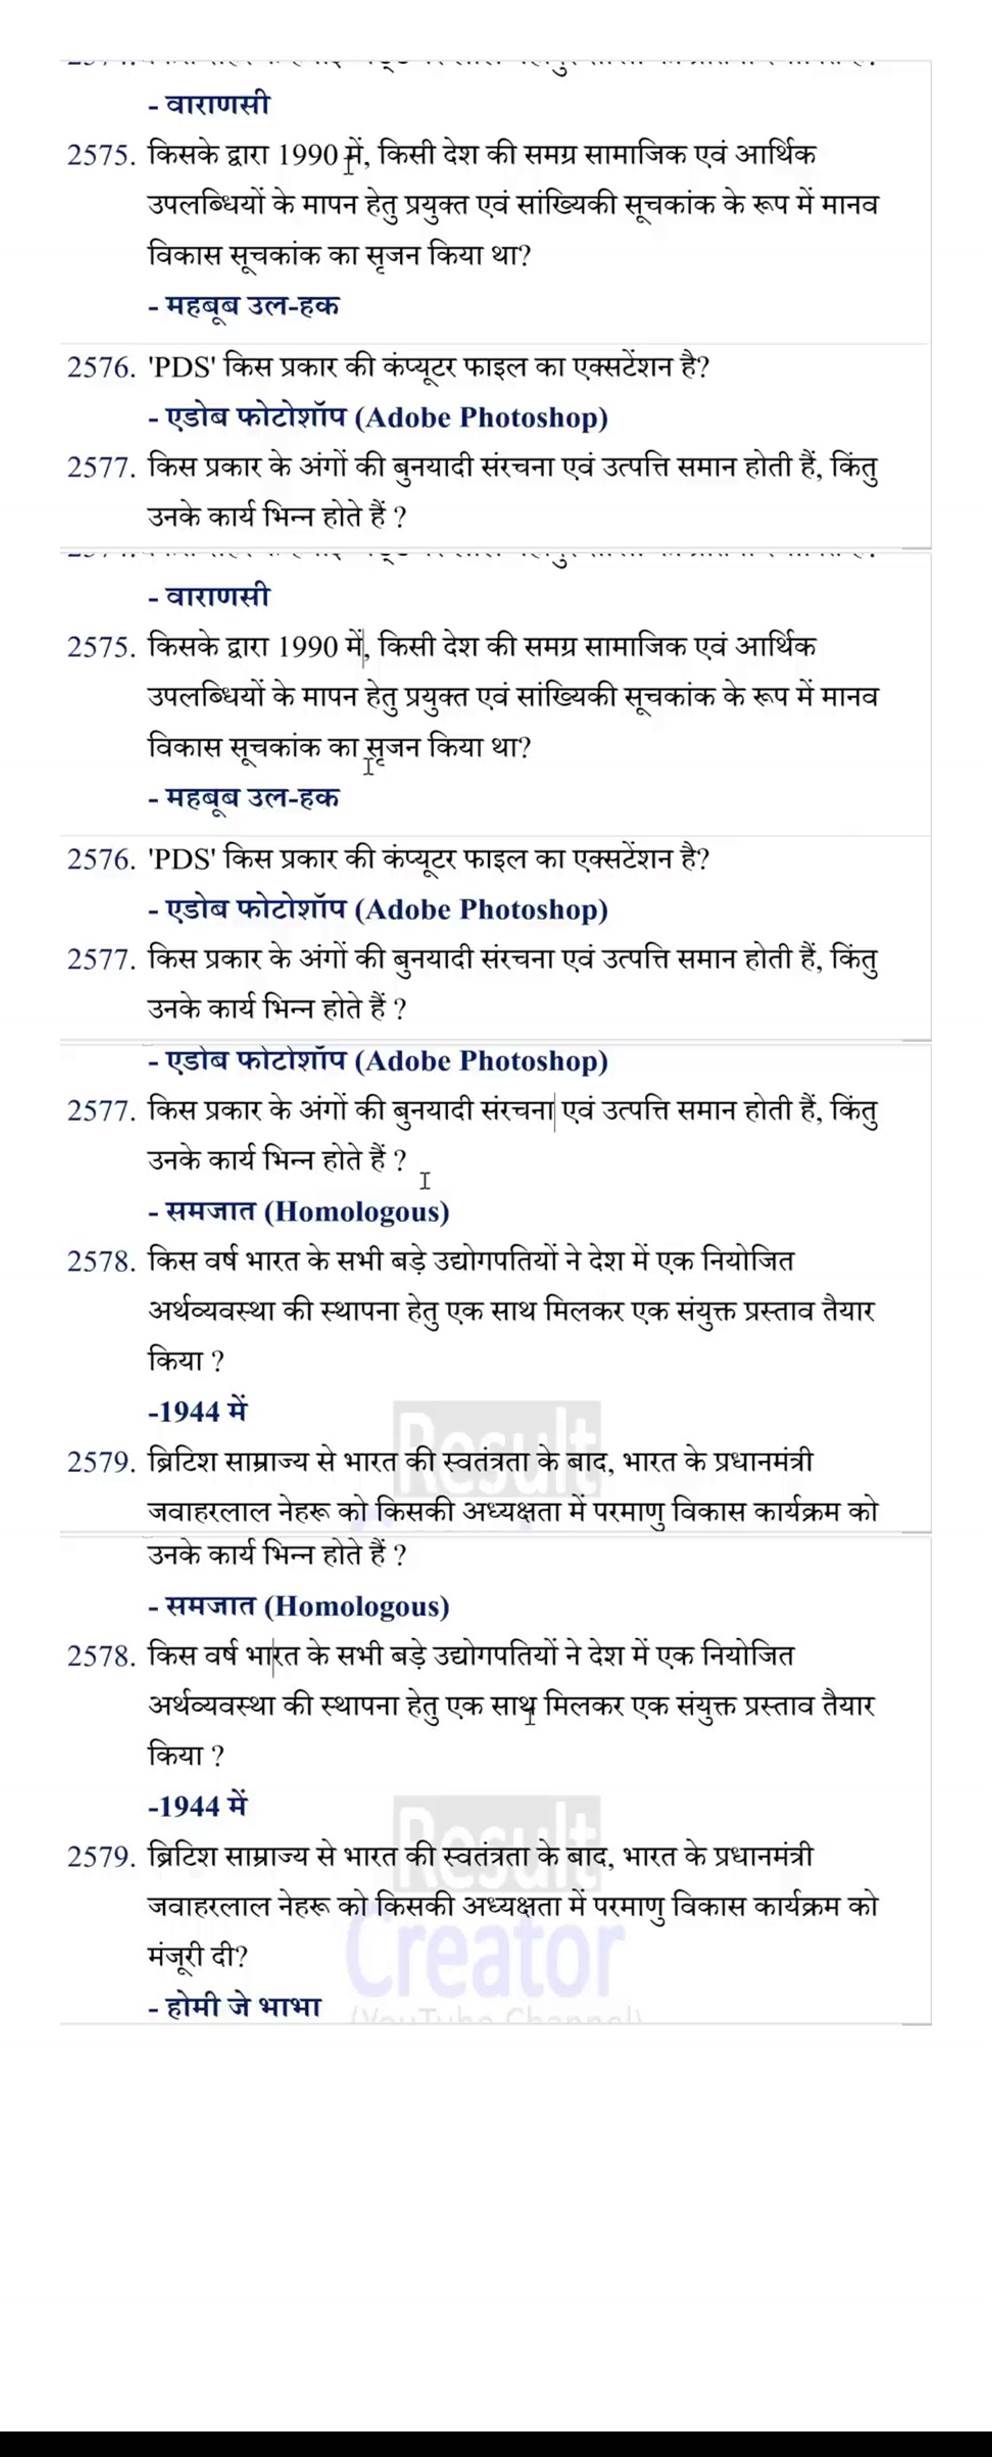 - वाराणसी
2575. किसके द्वारा 1990 में, किसी देश की समग्र सामाजिक एवं आर्थिक
उपलब्धियों के मापन हेतु प्रयुक्त एवं सांख्यिकी सूचकांक के रूप में मानव
विकास सूचकांक का सृजन किया था?
- महबूब उल-हक
2576. 'PDS' किस प्रकार की कंप्यूटर फाइल का एक्सटेंशन है?
- एडोब फोटोशॉप (Adobe Photoshop)
2577. किस प्रकार के अंगों की बुनयादी संरचना एवं उत्पत्ति समान होती हैं, किंतु
उनके कार्य भिन्न होते हैं ?
- वाराणसी
2575. किसके द्वारा 1990 में, किसी देश की समग्र सामाजिक एवं आर्थिक
उपलब्धियों के मापन हेतु प्रयुक्त एवं सांख्यिकी सूचकांक के रूप में मानव
विकास सूचकांक का सृजन किया था?
- महबूब उल-हक
2576. 'PDS' किस प्रकार की कंप्यूटर फाइल का एक्सटेंशन है?
- एडोब फोटोशॉप (Adobe Photoshop)
2577. किस प्रकार के अंगों की बुनयादी संरचना एवं उत्पत्ति समान होती हैं, किंतु
उनके कार्य भिन्न होते हैं ?
- एडोब फोटोशॉप (Adobe Photoshop)
2577. किस प्रकार के अंगों की बुनयादी संरचना एवं उत्पत्ति समान होती हैं, किंतु
उनके कार्य भिन्न होते हैं ?
- समजात (Homologous)
2578. किस वर्ष भारत के सभी बड़े उद्योगपतियों ने देश में एक नियोजित
अर्थव्यवस्था की स्थापना हेतु एक साथ मिलकर एक संयुक्त प्रस्ताव तैयार
किया ?
-1944 में
Result
2579. ब्रिटिश साम्राज्य से भारत की स्वतंत्रता के बाद, भारत के प्रधानमंत्री
जवाहरलाल नेहरू को किसकी अध्यक्षता में परमाणु विकास कार्यक्रम को
उनके कार्य भिन्न होते हैं ?
- समजात (Homologous)
2578. किस वर्ष भारत के सभी बड़े उद्योगपतियों ने देश में एक नियोजित
अर्थव्यवस्था की स्थापना हेतु एक साथ मिलकर एक संयुक्त प्रस्ताव तैयार
किया ?
-1944 में
Result
2579. ब्रिटिश साम्राज्य से भारत की स्वतंत्रता के बाद, भारत के प्रधानमंत्री
जवाहरलाल नेहरू को किसकी अध्यक्षता में परमाणु विकास कार्यक्रम को
मंजूरी दी?
Creator
- होमी जे भाभा
(YouTube Channel)